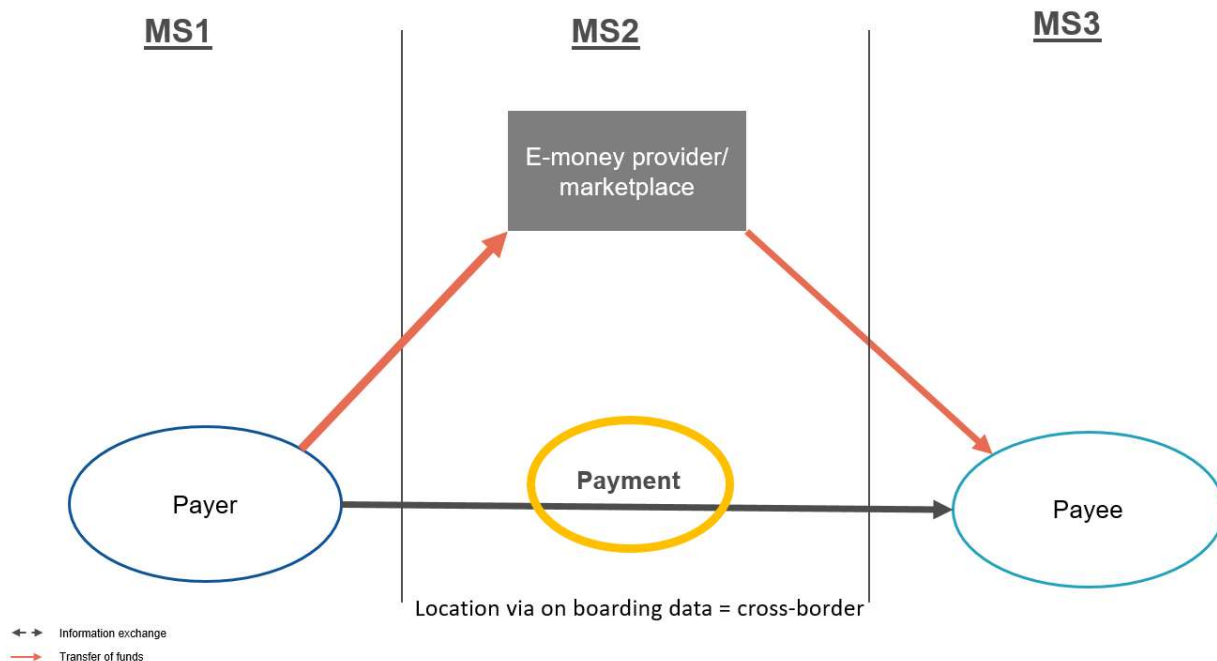 MS1
MS2
MS3
E-money provider/
marketplace
Payment
Payer
Payee
Location via on boarding data = cross-border
Information exchange
Transfer of funds